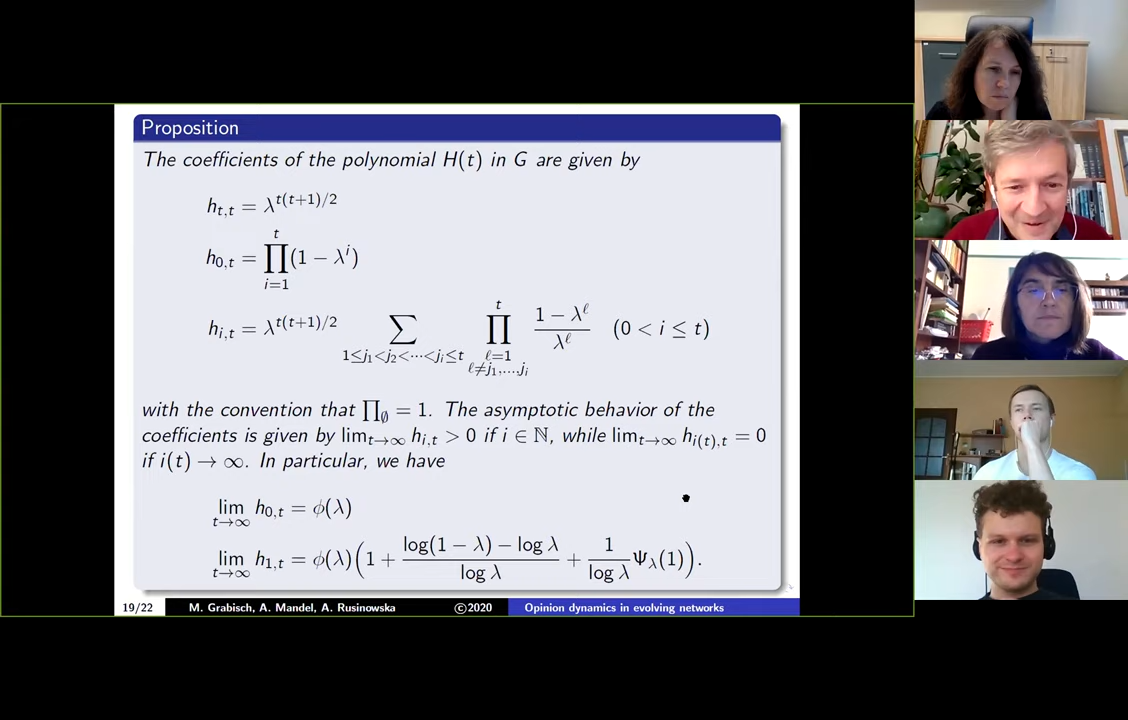 Proposition
The coefficients of the polynomial H(t) in G are given by
h_{t,t} = λ^{t(t+1)/2}
h_{0,t} = ∏_{i=1}^{t} (1 − λ^i)
h_{i,t} = λ^{t(t+1)/2} ∑_{1≤j_1<j_2<···<j_i≤t} ∏_{ℓ=1, ℓ≠j_1,...,j_i}^{t} (1 − λ^ℓ)/λ^ℓ (0 < i ≤ t)
with the convention that ∏_∅ = 1. The asymptotic behavior of the
coefficients is given by lim_{t→∞} h_{i,t} > 0 if i ∈ ℕ, while lim_{t→∞} h_{i(t),t} = 0
if i(t) → ∞. In particular, we have
lim_{t→∞} h_{0,t} = ϕ(λ)
lim_{t→∞} h_{1,t} = ϕ(λ)(1 + (log(1 − λ) − log λ)/(log λ) + 1/(log λ) Ψ_λ(1)).
19/22 M. Grabisch, A. Mandel, A. Rusinowska ©2020 Opinion dynamics in evolving networks